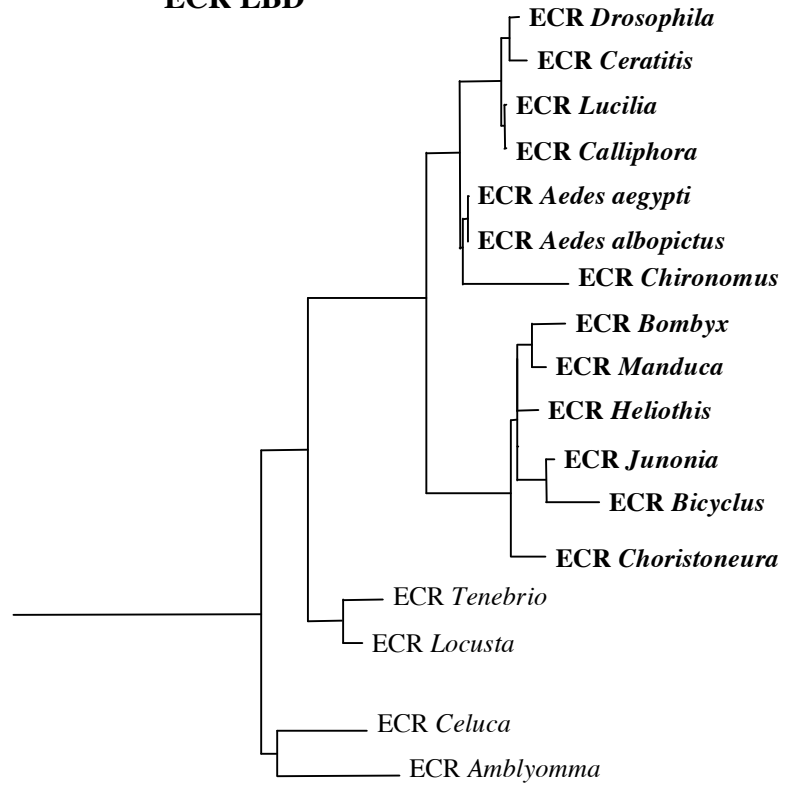 ECR LBD
ECR Drosophila
ECR Ceratitis
ECR Lucilia
ECR Calliphora
ECR Aedes aegypti
ECR Aedes albopictus
ECR Chironomus
ECR Bombyx
ECR Manduca
ECR Heliothis
ECR Junonia
ECR Bicyclus
ECR Choristoneura
ECR Tenebrio
ECR Locusta
ECR Celuca
ECR Amblyomma